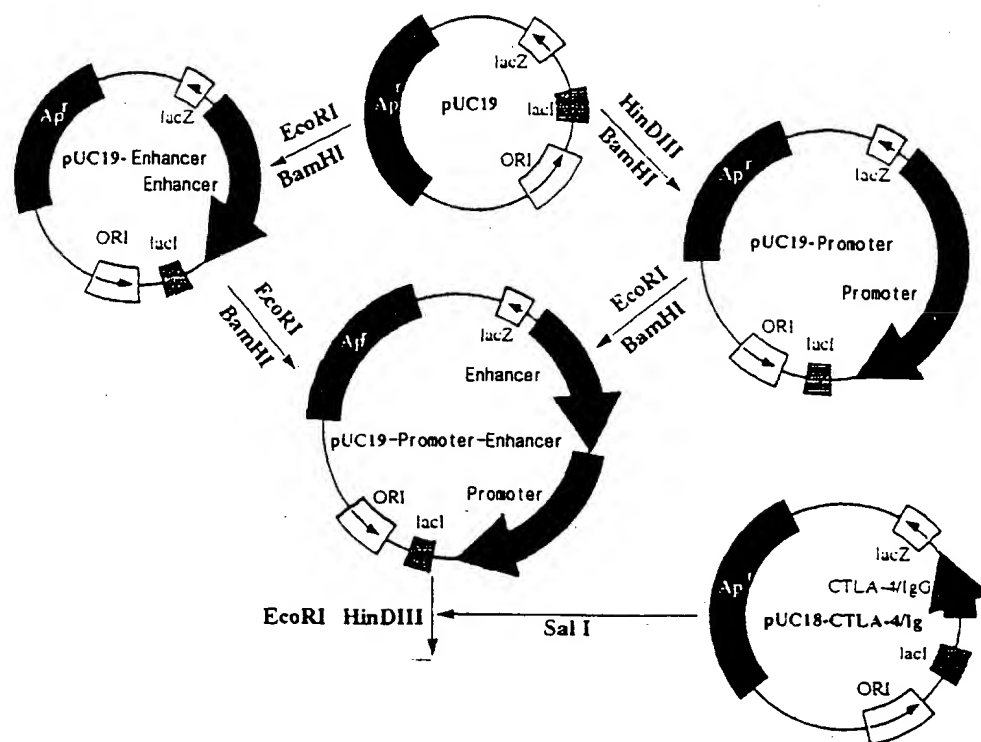 Ap^r
lacZ
pUC19-Enhancer
Enhancer
ORI
lacI
EcoRI
BamHI
Ap^r
lacZ
pUC19
lacI
ORI
HinDIII
BamHI
Ap^r
lacZ
pUC19-Promoter
Promoter
ORI
lacI
EcoRI
BamHI
EcoRI
BamHI
Ap^r
lacZ
Enhancer
pUC19-Promoter-Enhancer
Promoter
ORI
lacI
EcoRI HinDIII
Sal I
Ap^r
lacZ
CTLA-4/IgG
pUC18-CTLA-4/Ig
lacI
ORI